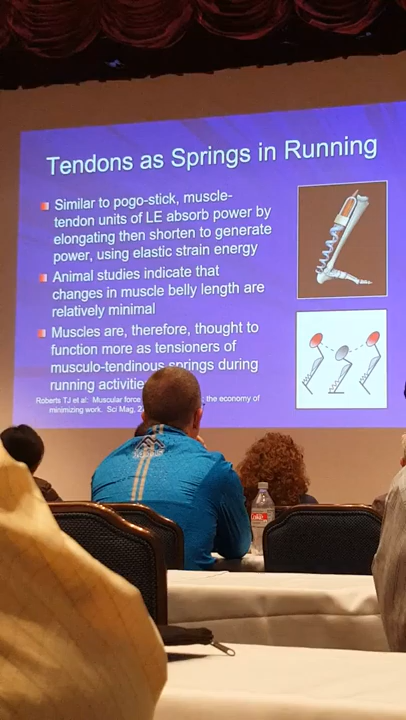 Tendons as Springs in Running
Similar to pogo-stick, muscle-
tendon units of LE absorb power by
elongating then shorten to generate
power, using elastic strain energy
Animal studies indicate that
changes in muscle belly length are
relatively minimal
Muscles are, therefore, thought to
function more as tensioners of
musculo-tendinous springs during
running activitie
Roberts TJ et al: Muscular force the economy of
minimizing work. Sci Mag,